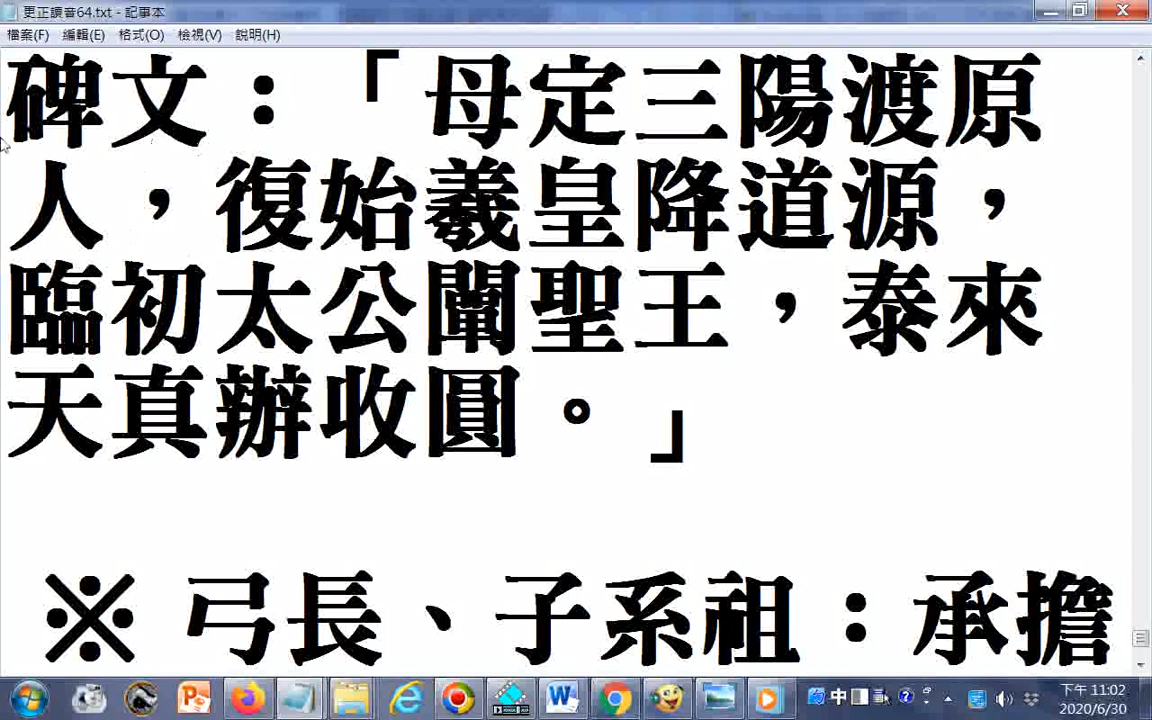 更正讀音64.txt - 記事本
檔案(F) 編輯(E) 格式(O) 檢視(V) 說明(H)
碑文：「母定三陽渡原
人，復始羲皇降道源，
臨初太公闡聖王，泰來
天真辦收圓。」
※ 弓長、子系祖：承擔
中
下午 11:02
2020/6/30